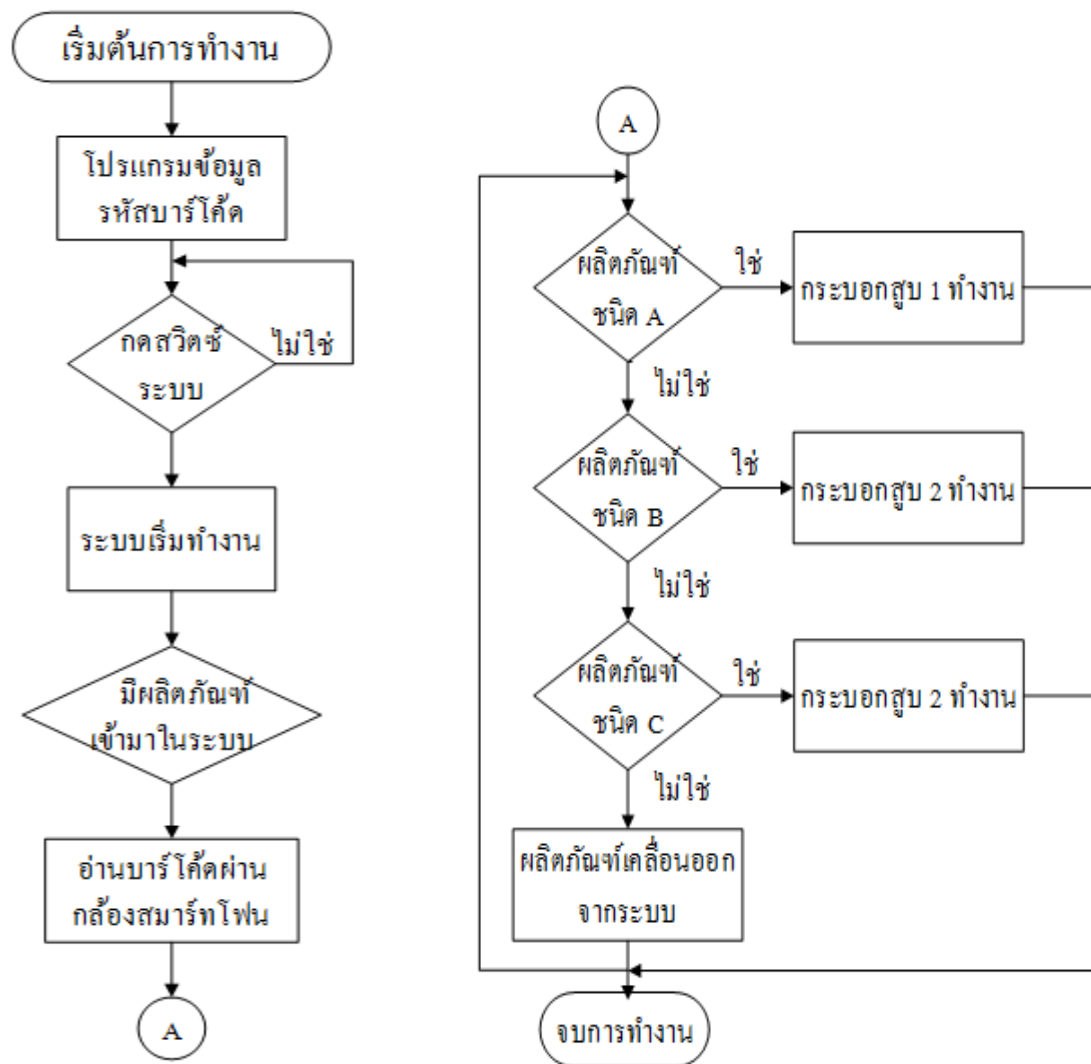 เริ่มต้นการทำงาน
โปรแกรมข้อมูล
รหัสบาร์โค้ด
กดสวิตซ์
ระบบ
ไม่ใช่
ระบบเริ่มทำงาน
มีผลิตภัณฑ์
เข้ามาในระบบ
อ่านบาร์โค้ดผ่าน
กล้องสมาร์ทโฟน
A
A
ผลิตภัณฑ์
ชนิด A
ใช่
กระบอกสูบ 1 ทำงาน
ไม่ใช่
ผลิตภัณฑ์
ชนิด B
ใช่
กระบอกสูบ 2 ทำงาน
ไม่ใช่
ผลิตภัณฑ์
ชนิด C
ใช่
กระบอกสูบ 2 ทำงาน
ไม่ใช่
ผลิตภัณฑ์เคลื่อนออก
จากระบบ
จบการทำงาน